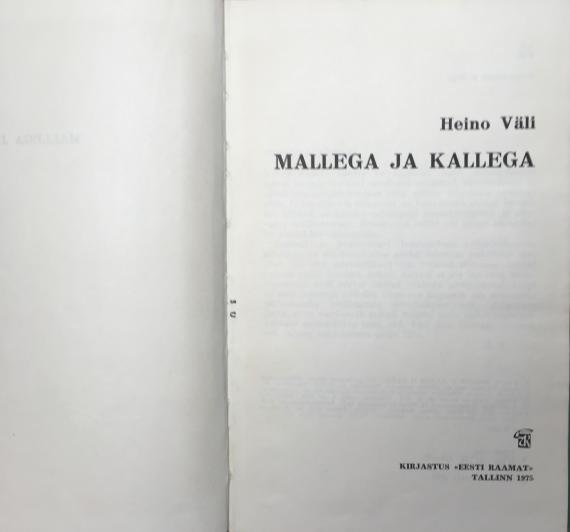 Heino Väli
MALLEGA JA KALLEGA
KIRJASTUS «EESTI RAAMAT»
TALLINN 1975